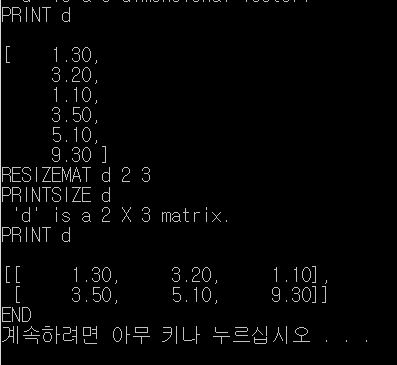 PRINT d
[    1.30,
     3.20,
     1.10,
     3.50,
     5.10,
     9.30 ]
RESIZEMAT d 2 3
PRINTSIZE d
 'd' is a 2 X 3 matrix.
PRINT d
[[    1.30,    3.20,    1.10],
 [    3.50,    5.10,    9.30]]
END
계속하려면 아무 키나 누르십시오 . . .